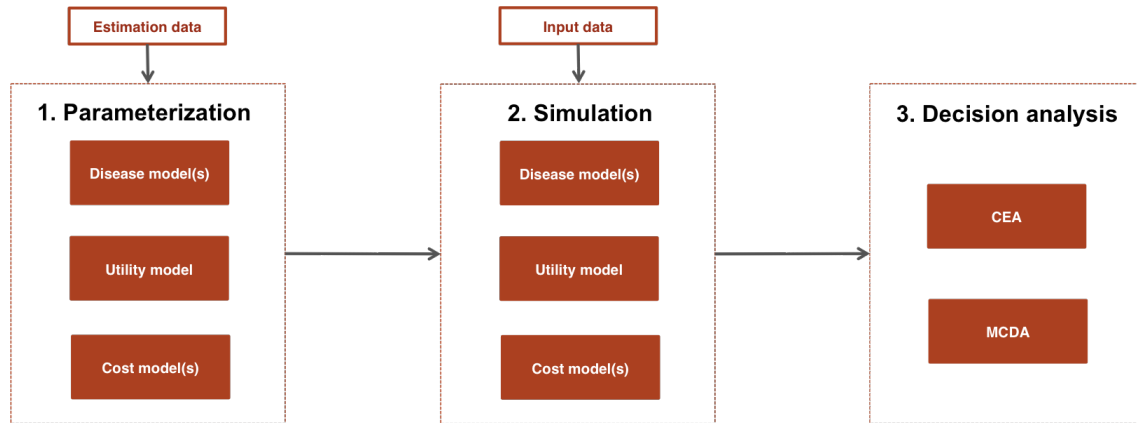 Estimation data
Input data
1. Parameterization
Disease model(s)
Utility model
Cost model(s)
2. Simulation
Disease model(s)
Utility model
Cost model(s)
3. Decision analysis
CEA
MCDA